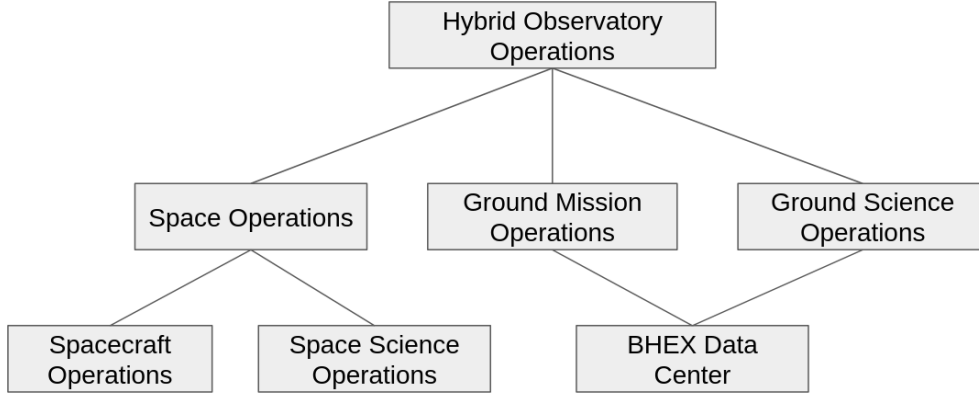 Hybrid Observatory
Operations
Space Operations
Ground Mission
Operations
Ground Science
Operations
Spacecraft
Operations
Space Science
Operations
BHEX Data
Center